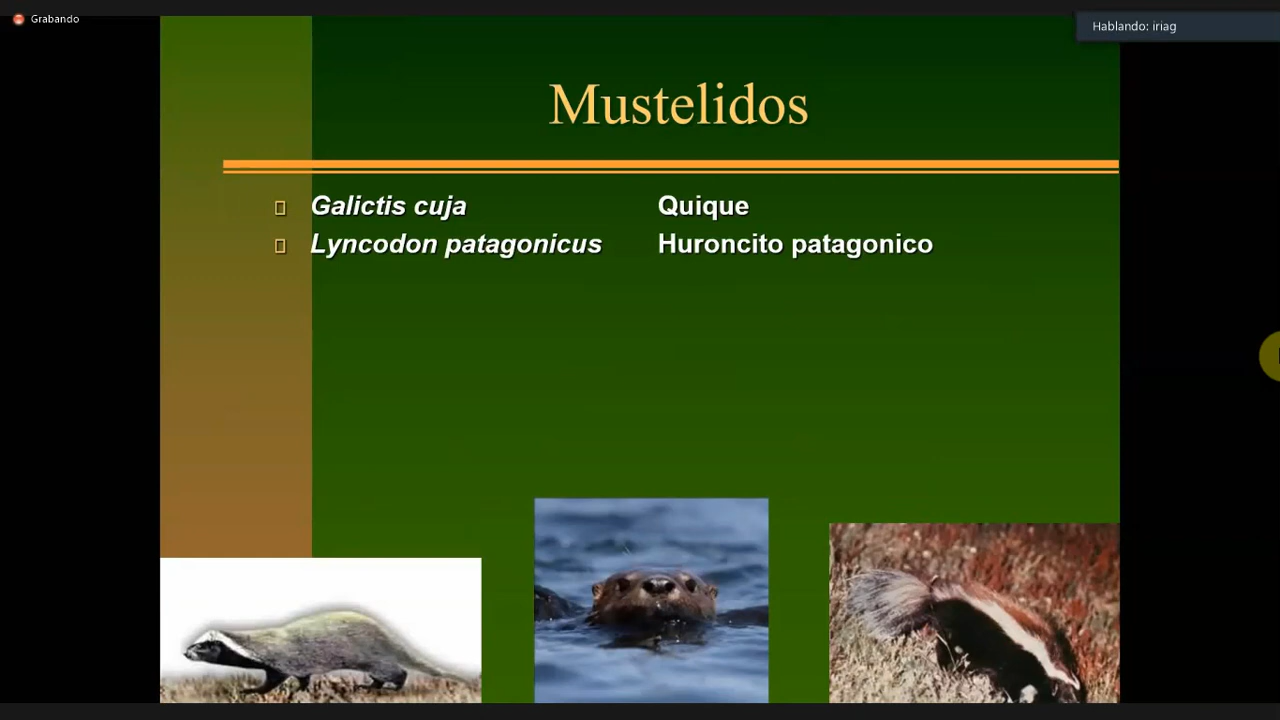 Grabando
Hablando: iriag
Mustelidos
Galictis cuja Quique
Lyncodon patagonicus Huroncito patagonico